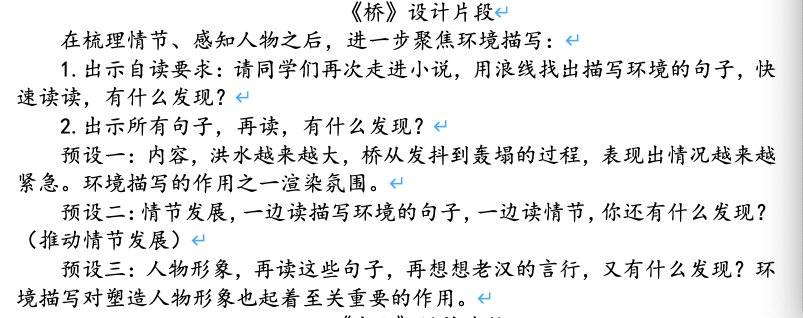 《桥》设计片段
在梳理情节、感知人物之后，进一步聚焦环境描写：
1.出示自读要求：请同学们再次走进小说，用浪线找出描写环境的句子，快
速读读，有什么发现？
2.出示所有句子，再读，有什么发现？
预设一：内容，洪水越来越大，桥从发抖到轰塌的过程，表现出情况越来越
紧急。环境描写的作用之一渲染氛围。
预设二：情节发展，一边读描写环境的句子，一边读情节，你还有什么发现？
（推动情节发展）
预设三：人物形象，再读这些句子，再想想老汉的言行，又有什么发现？环
境描写对塑造人物形象也起着至关重要的作用。